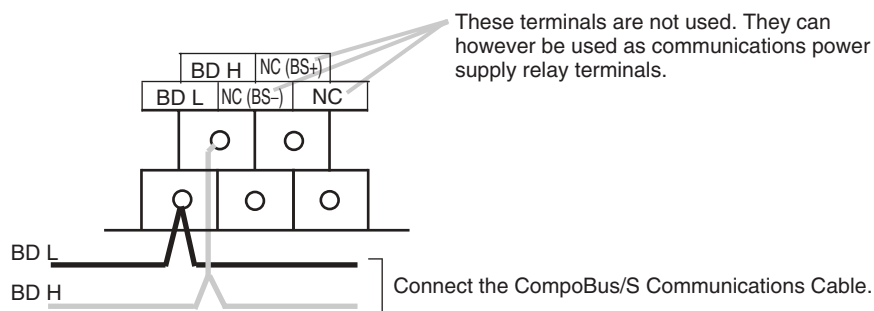 These terminals are not used. They can
however be used as communications power
supply relay terminals.
BD H NC (BS+)
BD L NC (BS−) NC
BD L
BD H
Connect the CompoBus/S Communications Cable.